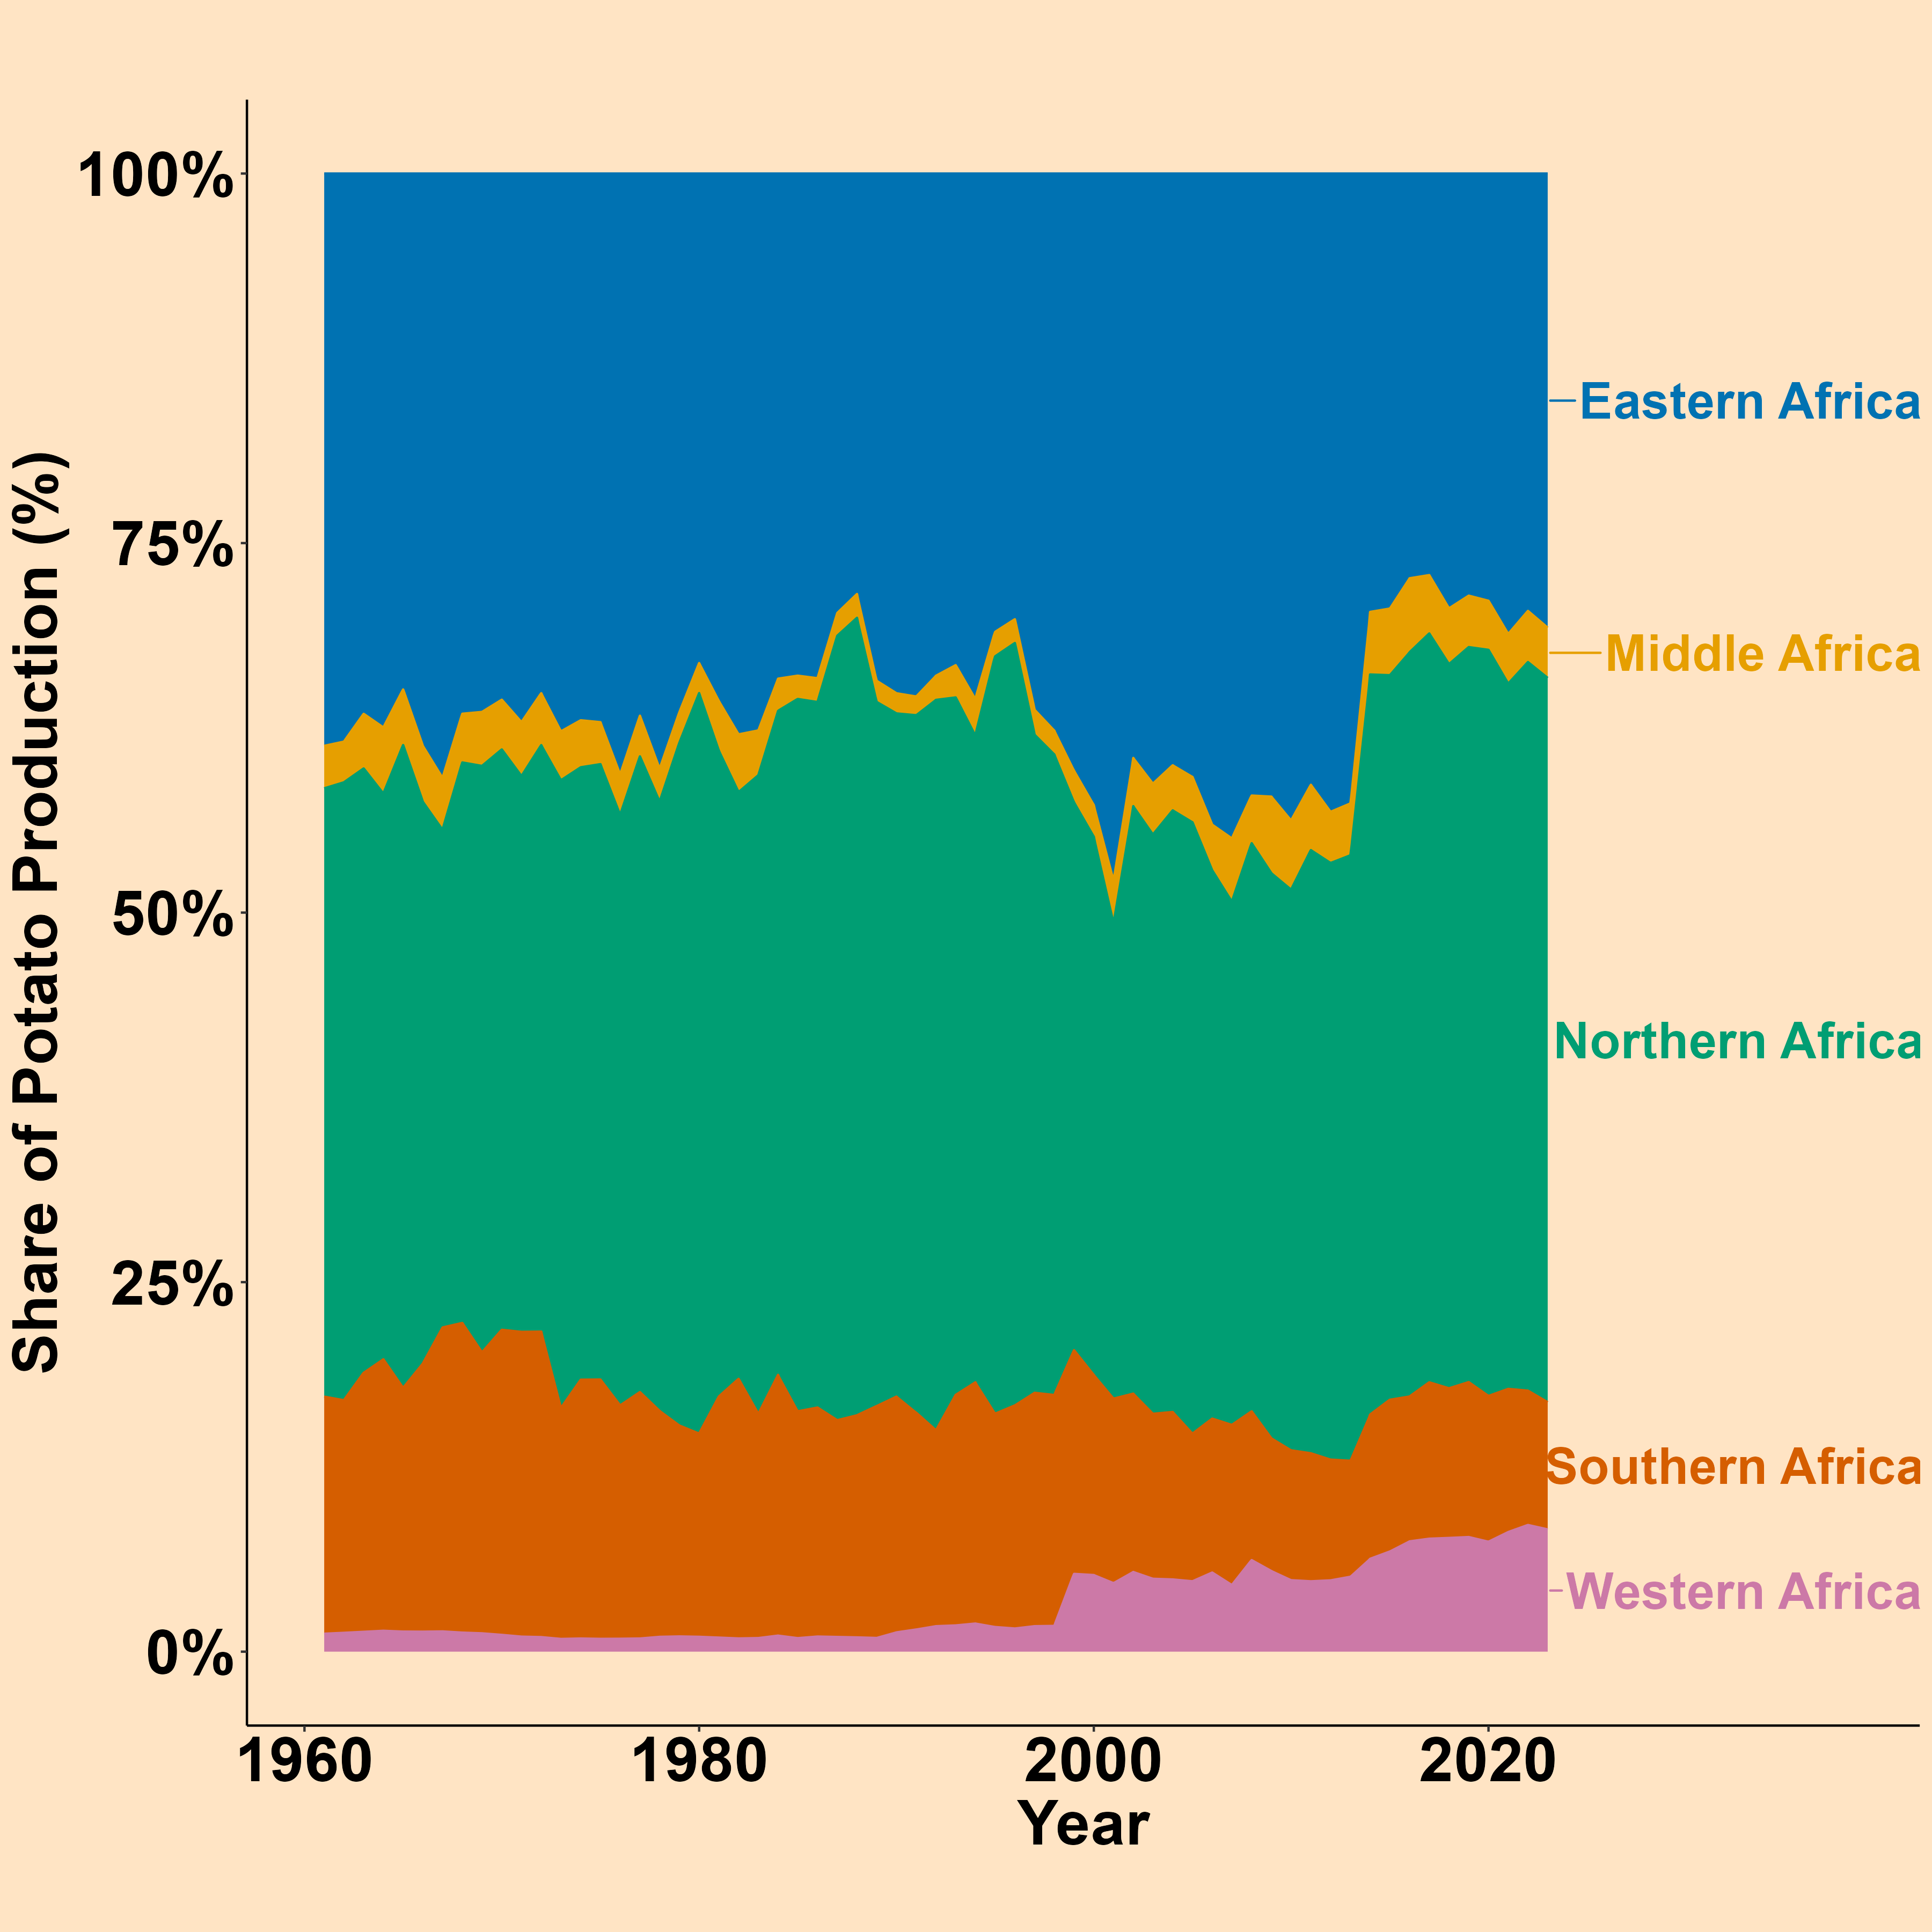 Share of Potato Production (%)
100%
75%
50%
25%
0%
Eastern Africa
Middle Africa
Northern Africa
Southern Africa
Western Africa
1960 1980 2000 2020
Year